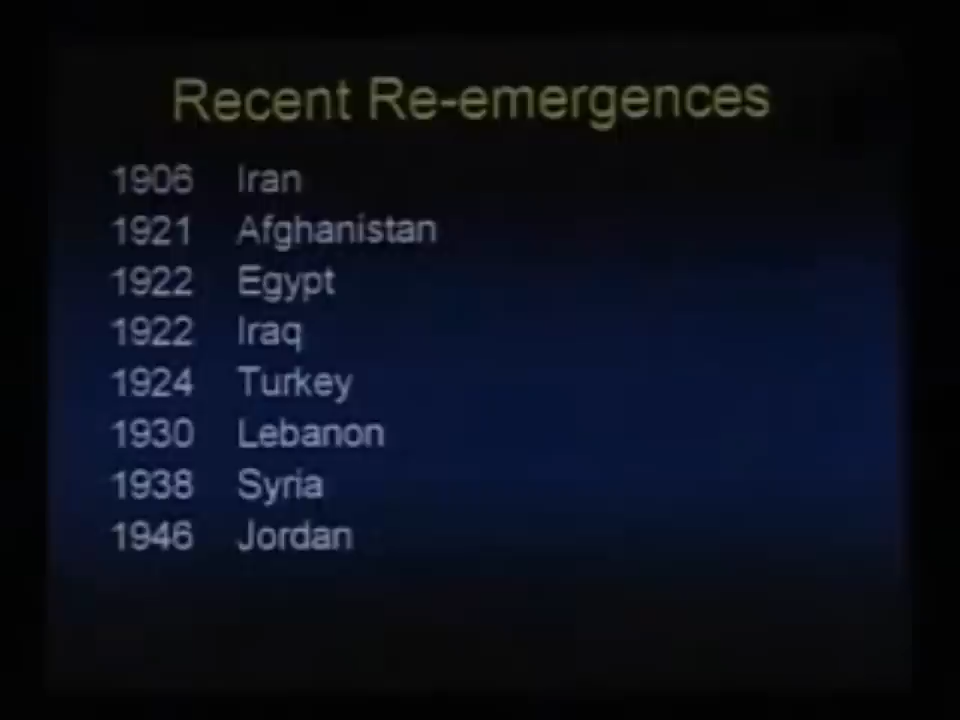 Recent Re-emergences
1906 Iran
1921 Afghanistan
1922 Egypt
1922 Iraq
1924 Turkey
1930 Lebanon
1938 Syria
1946 Jordan